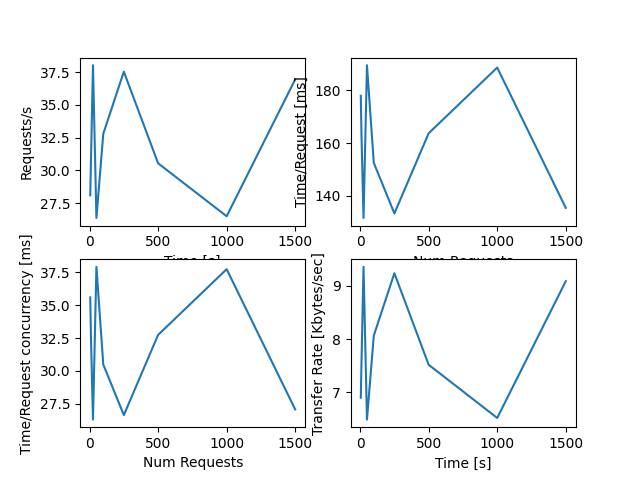 Requests/s
37.5
35.0
32.5
30.0
27.5
0 500 1000 1500
Time/Request [ms]
180
160
140
0 500 1000 1500
Time [s]
Num Requests
Time/Request concurrency [ms]
37.5
35.0
32.5
30.0
27.5
0 500 1000 1500
Num Requests
Transfer Rate [Kbytes/sec]
9
8
7
0 500 1000 1500
Time [s]